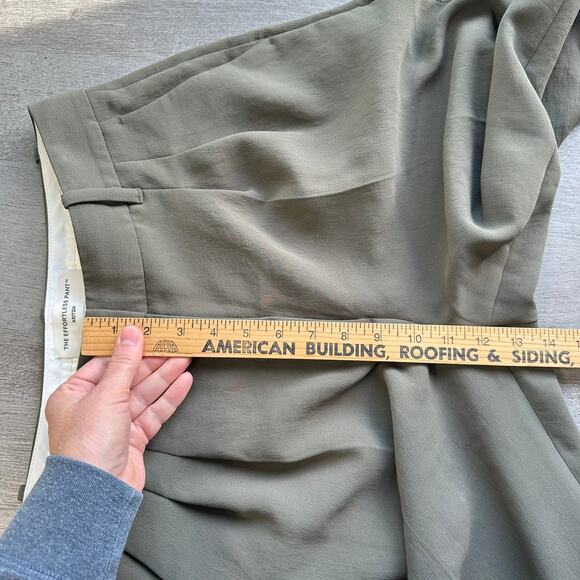 THE EFFORTLESS PANT™
ARITZIA
1 2 3 4 5 6 7 8 9 10 11 12 13 14
AMERICAN BUILDING, ROOFING & SIDING,